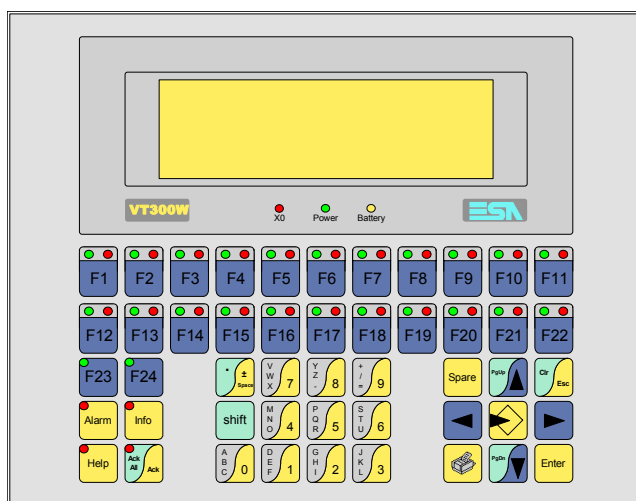 VT300W
X0 Power Battery
ESA
F1 F2 F3 F4 F5 F6 F7 F8 F9 F10 F11
F12 F13 F14 F15 F16 F17 F18 F19 F20 F21 F22
F23 F24
. ± Space
V W X 7
Y Z - 8
+ / = 9
Spare
PgUp
Clr Esc
Alarm Info
shift
M N O 4
P Q R 5
S T U 6
Help
Ack All Ack
A B C 0
D E F 1
G H I 2
J K L 3
PgDn
Enter